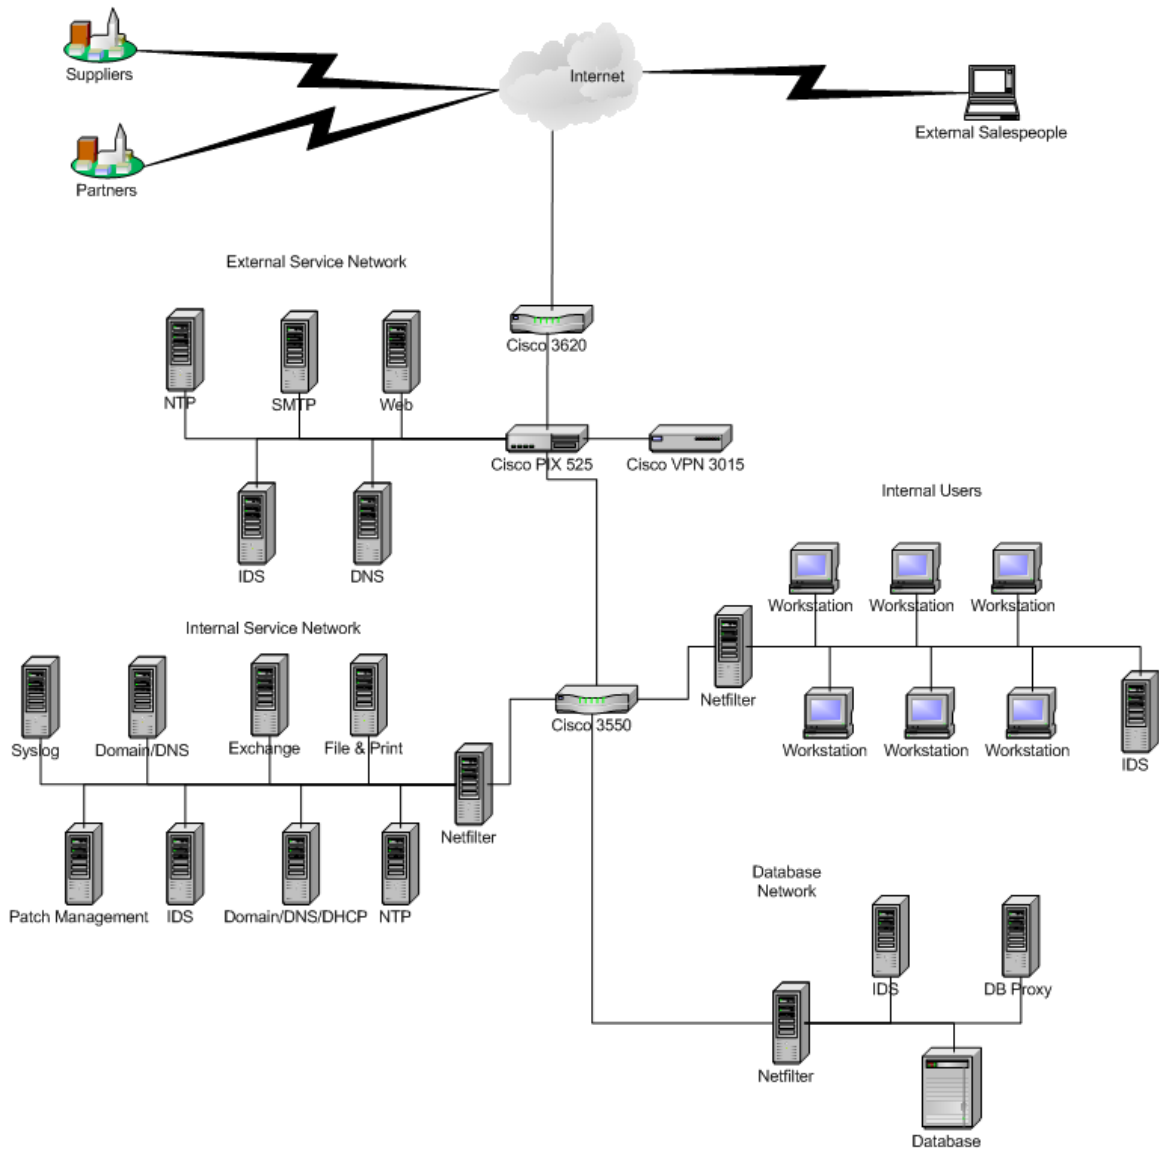 Suppliers
Internet
External Salespeople
Partners
External Service Network
Cisco 3620
NTP
SMTP
Web
Cisco PIX 525
Cisco VPN 3015
Internal Users
IDS
DNS
Workstation
Workstation
Workstation
Internal Service Network
Netfilter
Cisco 3550
Syslog
Domain/DNS
Exchange
File & Print
Workstation
Workstation
Workstation
IDS
Netfilter
Database
Network
Patch Management
IDS
Domain/DNS/DHCP
NTP
IDS
DB Proxy
Netfilter
Database